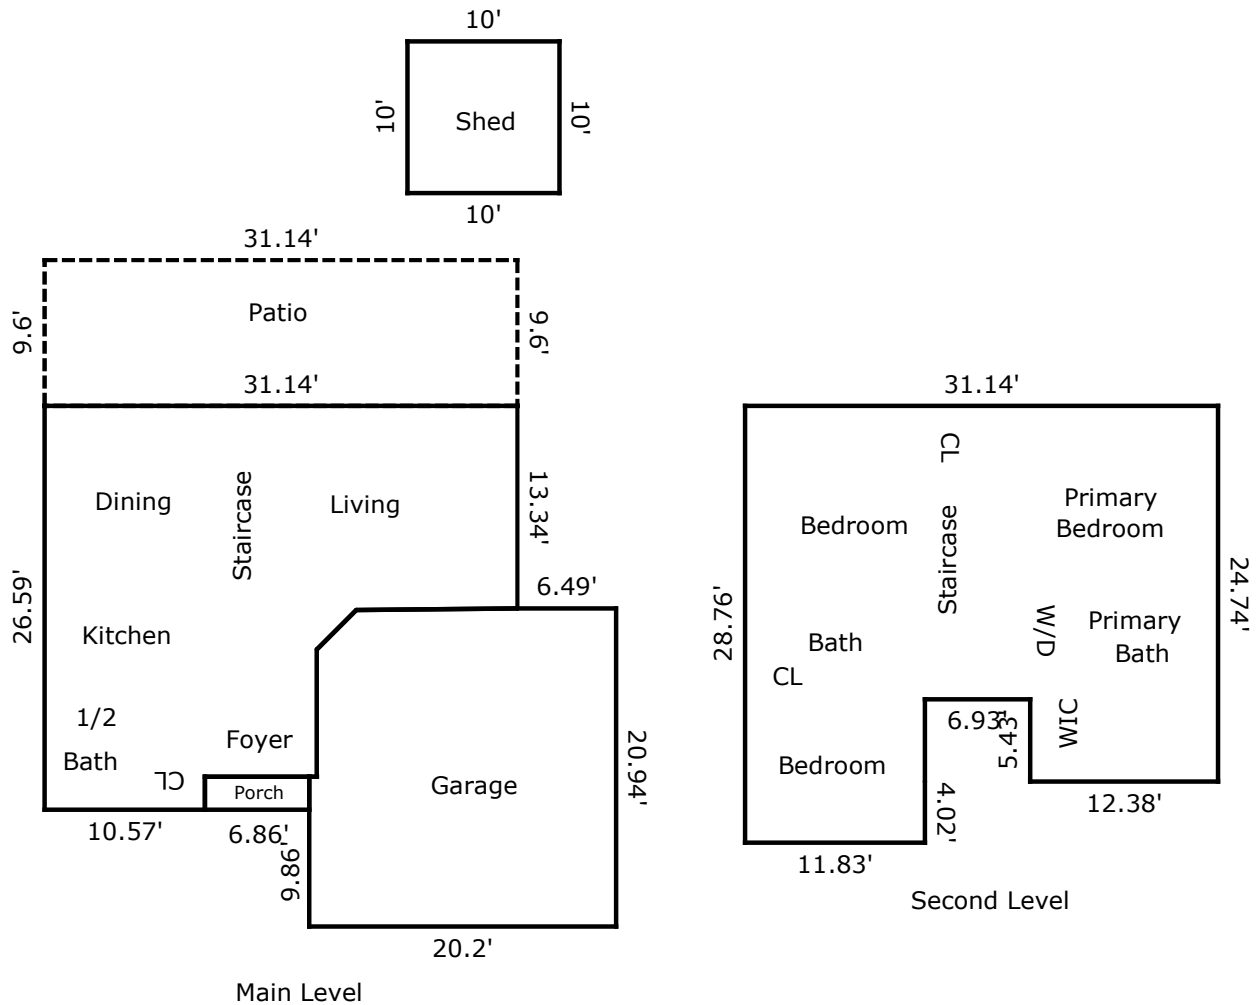 10'
10'
Shed
10'
10'
31.14'
9.6'
Patio
9.6'
31.14'
Dining
Staircase
Living
13.34'
6.49'
26.59'
Kitchen
1/2
Bath
CL
Foyer
Porch
Garage
20.94'
10.57'
6.86'
9.86'
20.2'
Main Level
31.14'
CL
Bedroom
Staircase
Primary
Bedroom
24.74'
28.76'
Bath
CL
W/D
Primary
Bath
6.93'
5.43'
WIC
Bedroom
4.02'
12.38'
11.83'
Second Level